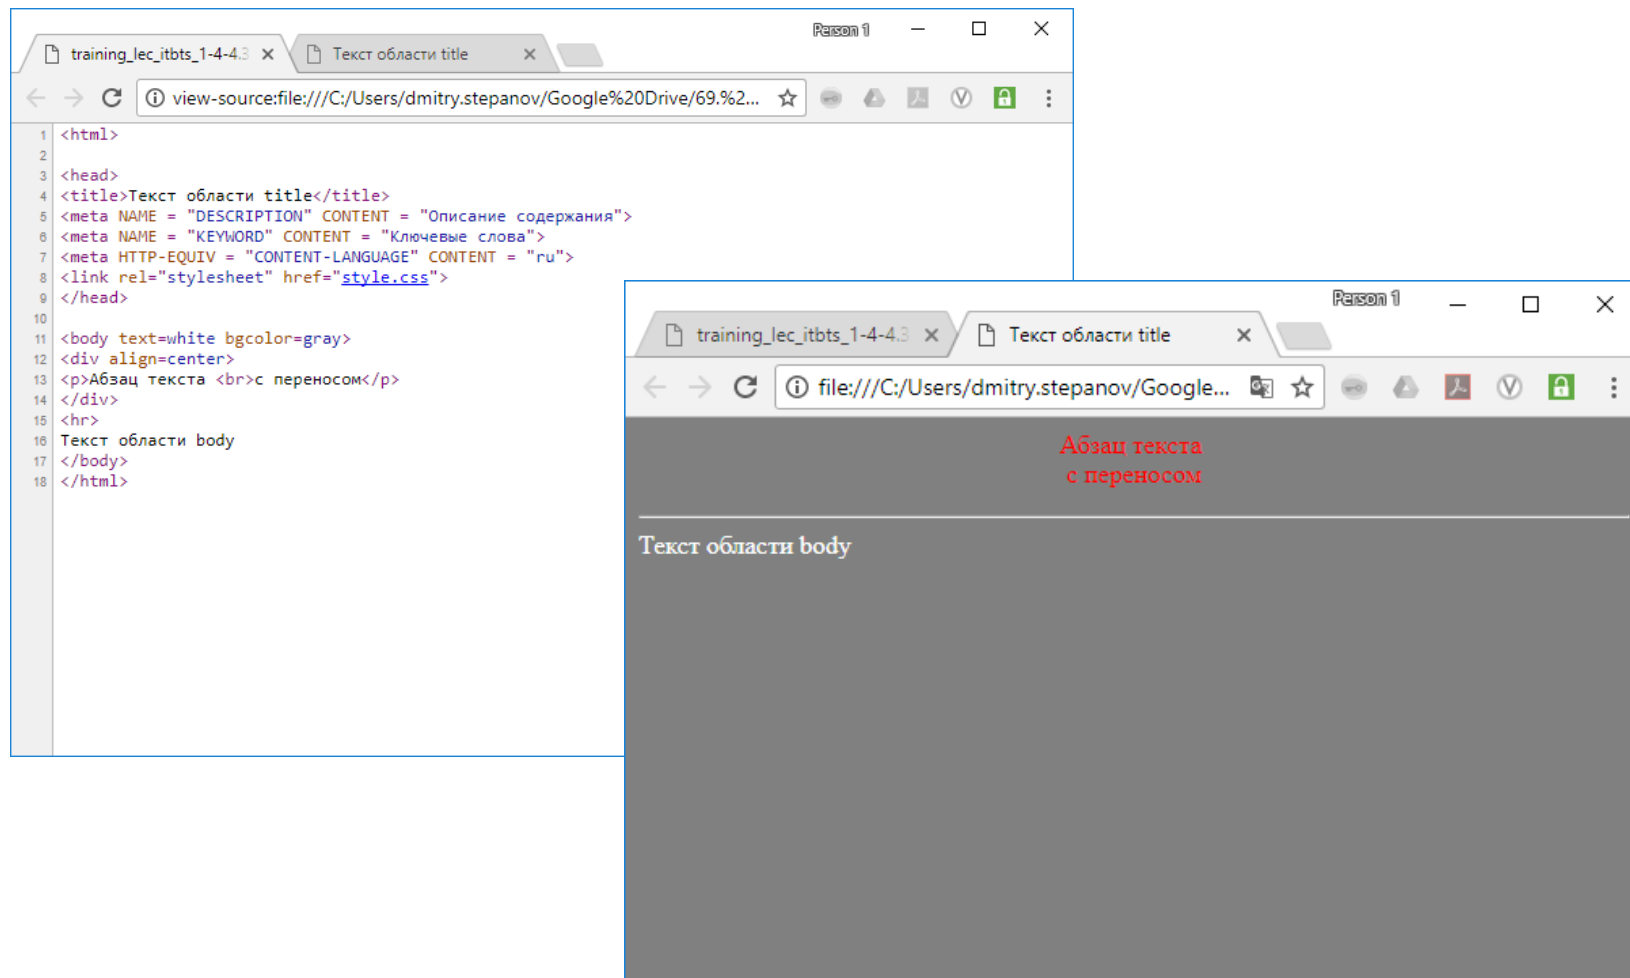 Person 1
training_lec_itbts_1-4-4.3
Текст области title
view-source:file:///C:/Users/dmitry.stepanov/Google%20Drive/69.%2...
1 <html>
2
3 <head>
4 <title>Текст области title</title>
5 <meta NAME = "DESCRIPTION" CONTENT = "Описание содержания">
6 <meta NAME = "KEYWORD" CONTENT = "Ключевые слова">
7 <meta HTTP-EQUIV = "CONTENT-LANGUAGE" CONTENT = "ru">
8 <link rel="stylesheet" href="style.css">
9 </head>
10
11 <body text=white bgcolor=gray>
12 <div align=center>
13 <p>Абзац текста <br>с переносом</p>
14 </div>
15 <hr>
16 Текст области body
17 </body>
18 </html>
Person 1
training_lec_itbts_1-4-4.3
Текст области title
file:///C:/Users/dmitry.stepanov/Google...
Абзац текста
с переносом
Текст области body